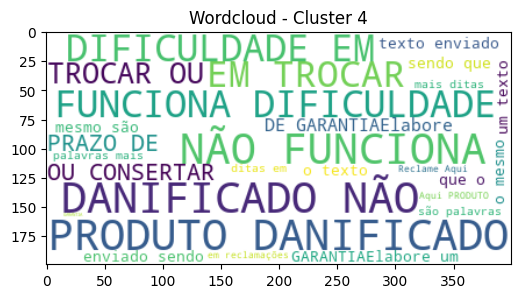 Wordcloud - Cluster 4
0
25
50
75
100
125
150
175
DIFICULDADE EM
texto enviado
TROCAR OU
EM TROCAR
sendo que
mais ditas
um texto
FUNCIONA DIFICULDADE
mesmo são
DE GARANTIAElabore
PRAZO DE
palavras mais
NÃO FUNCIONA
o mesmo
OU CONSERTAR
ditas em
o texto
Reclame Aqui
que o
DANIFICADO NÃO
Aqui PRODUTO
são palavras
PRODUTO DANIFICADO
enviado sendo
em reclamações
GARANTIAElabore um
0 50 100 150 200 250 300 350